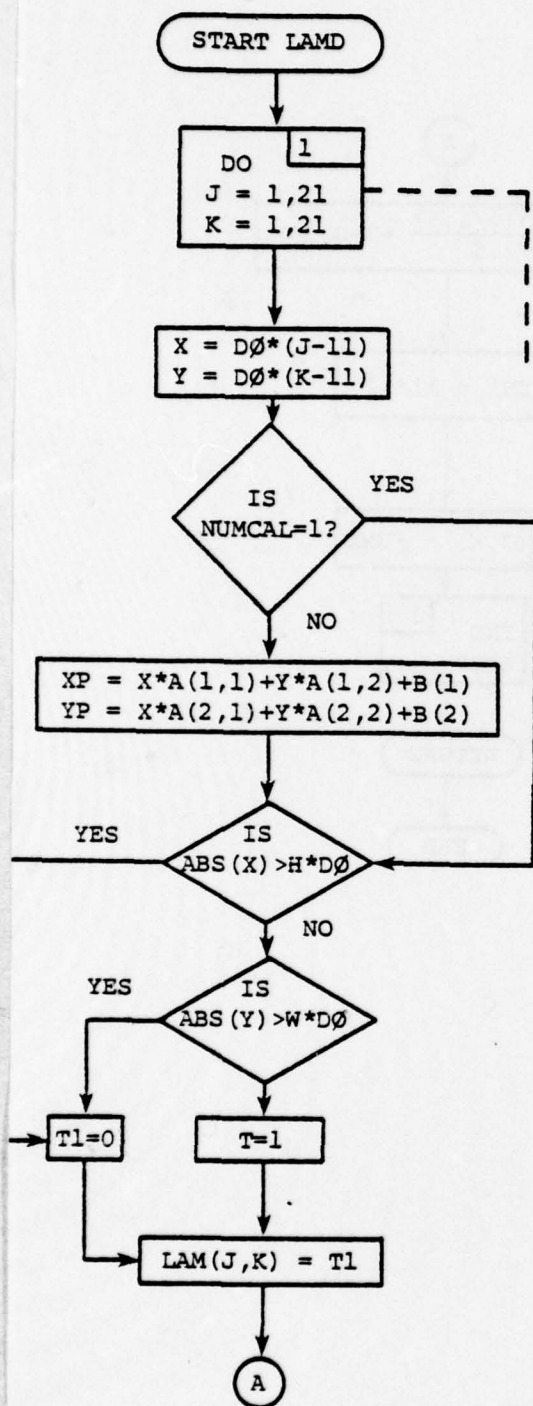 START LAMD
1
DO
J = 1,21
K = 1,21
X = DØ*(J-11)
Y = DØ*(K-11)
IS
NUMCAL=1?
YES
NO
XP = X*A(1,1)+Y*A(1,2)+B(1)
YP = X*A(2,1)+Y*A(2,2)+B(2)
YES
IS
ABS(X)>H*DØ
NO
YES
IS
ABS(Y)>W*DØ
T1=0
T=1
LAM(J,K) = T1
A